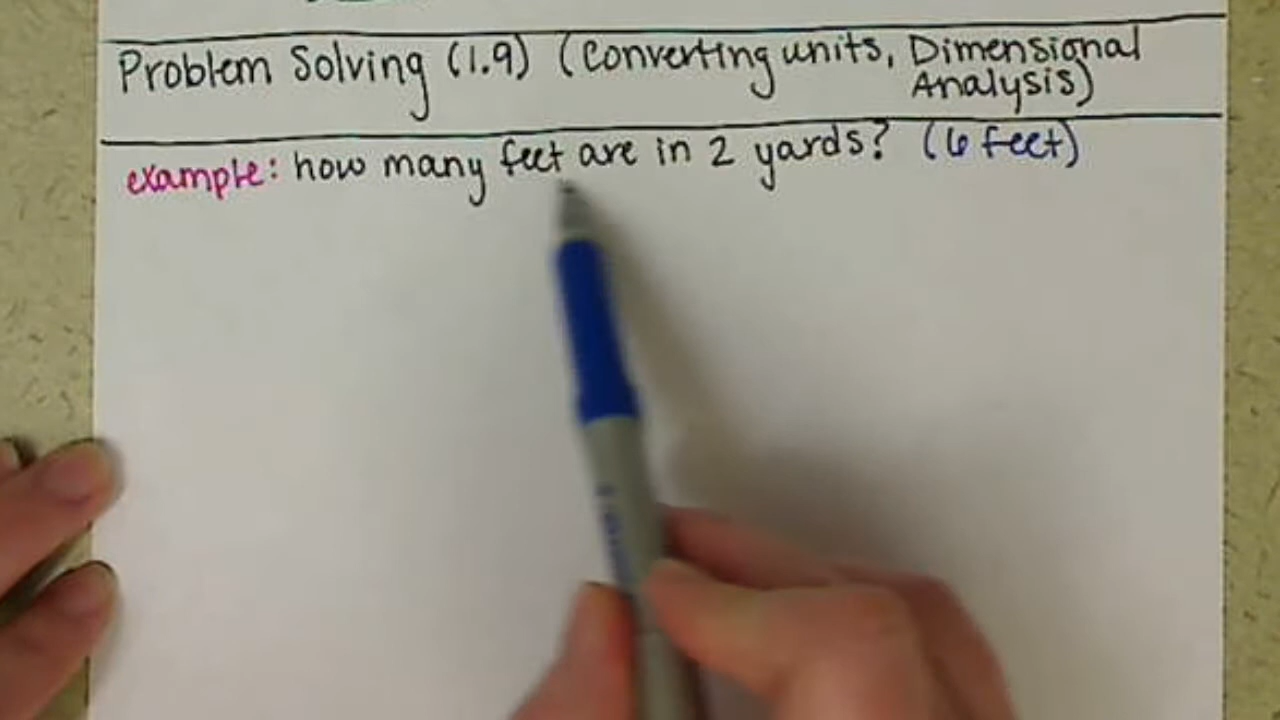 Problem Solving (1.9) (Converting units, Dimensional
Analysis)
example: how many feet are in 2 yards? (6 feet)